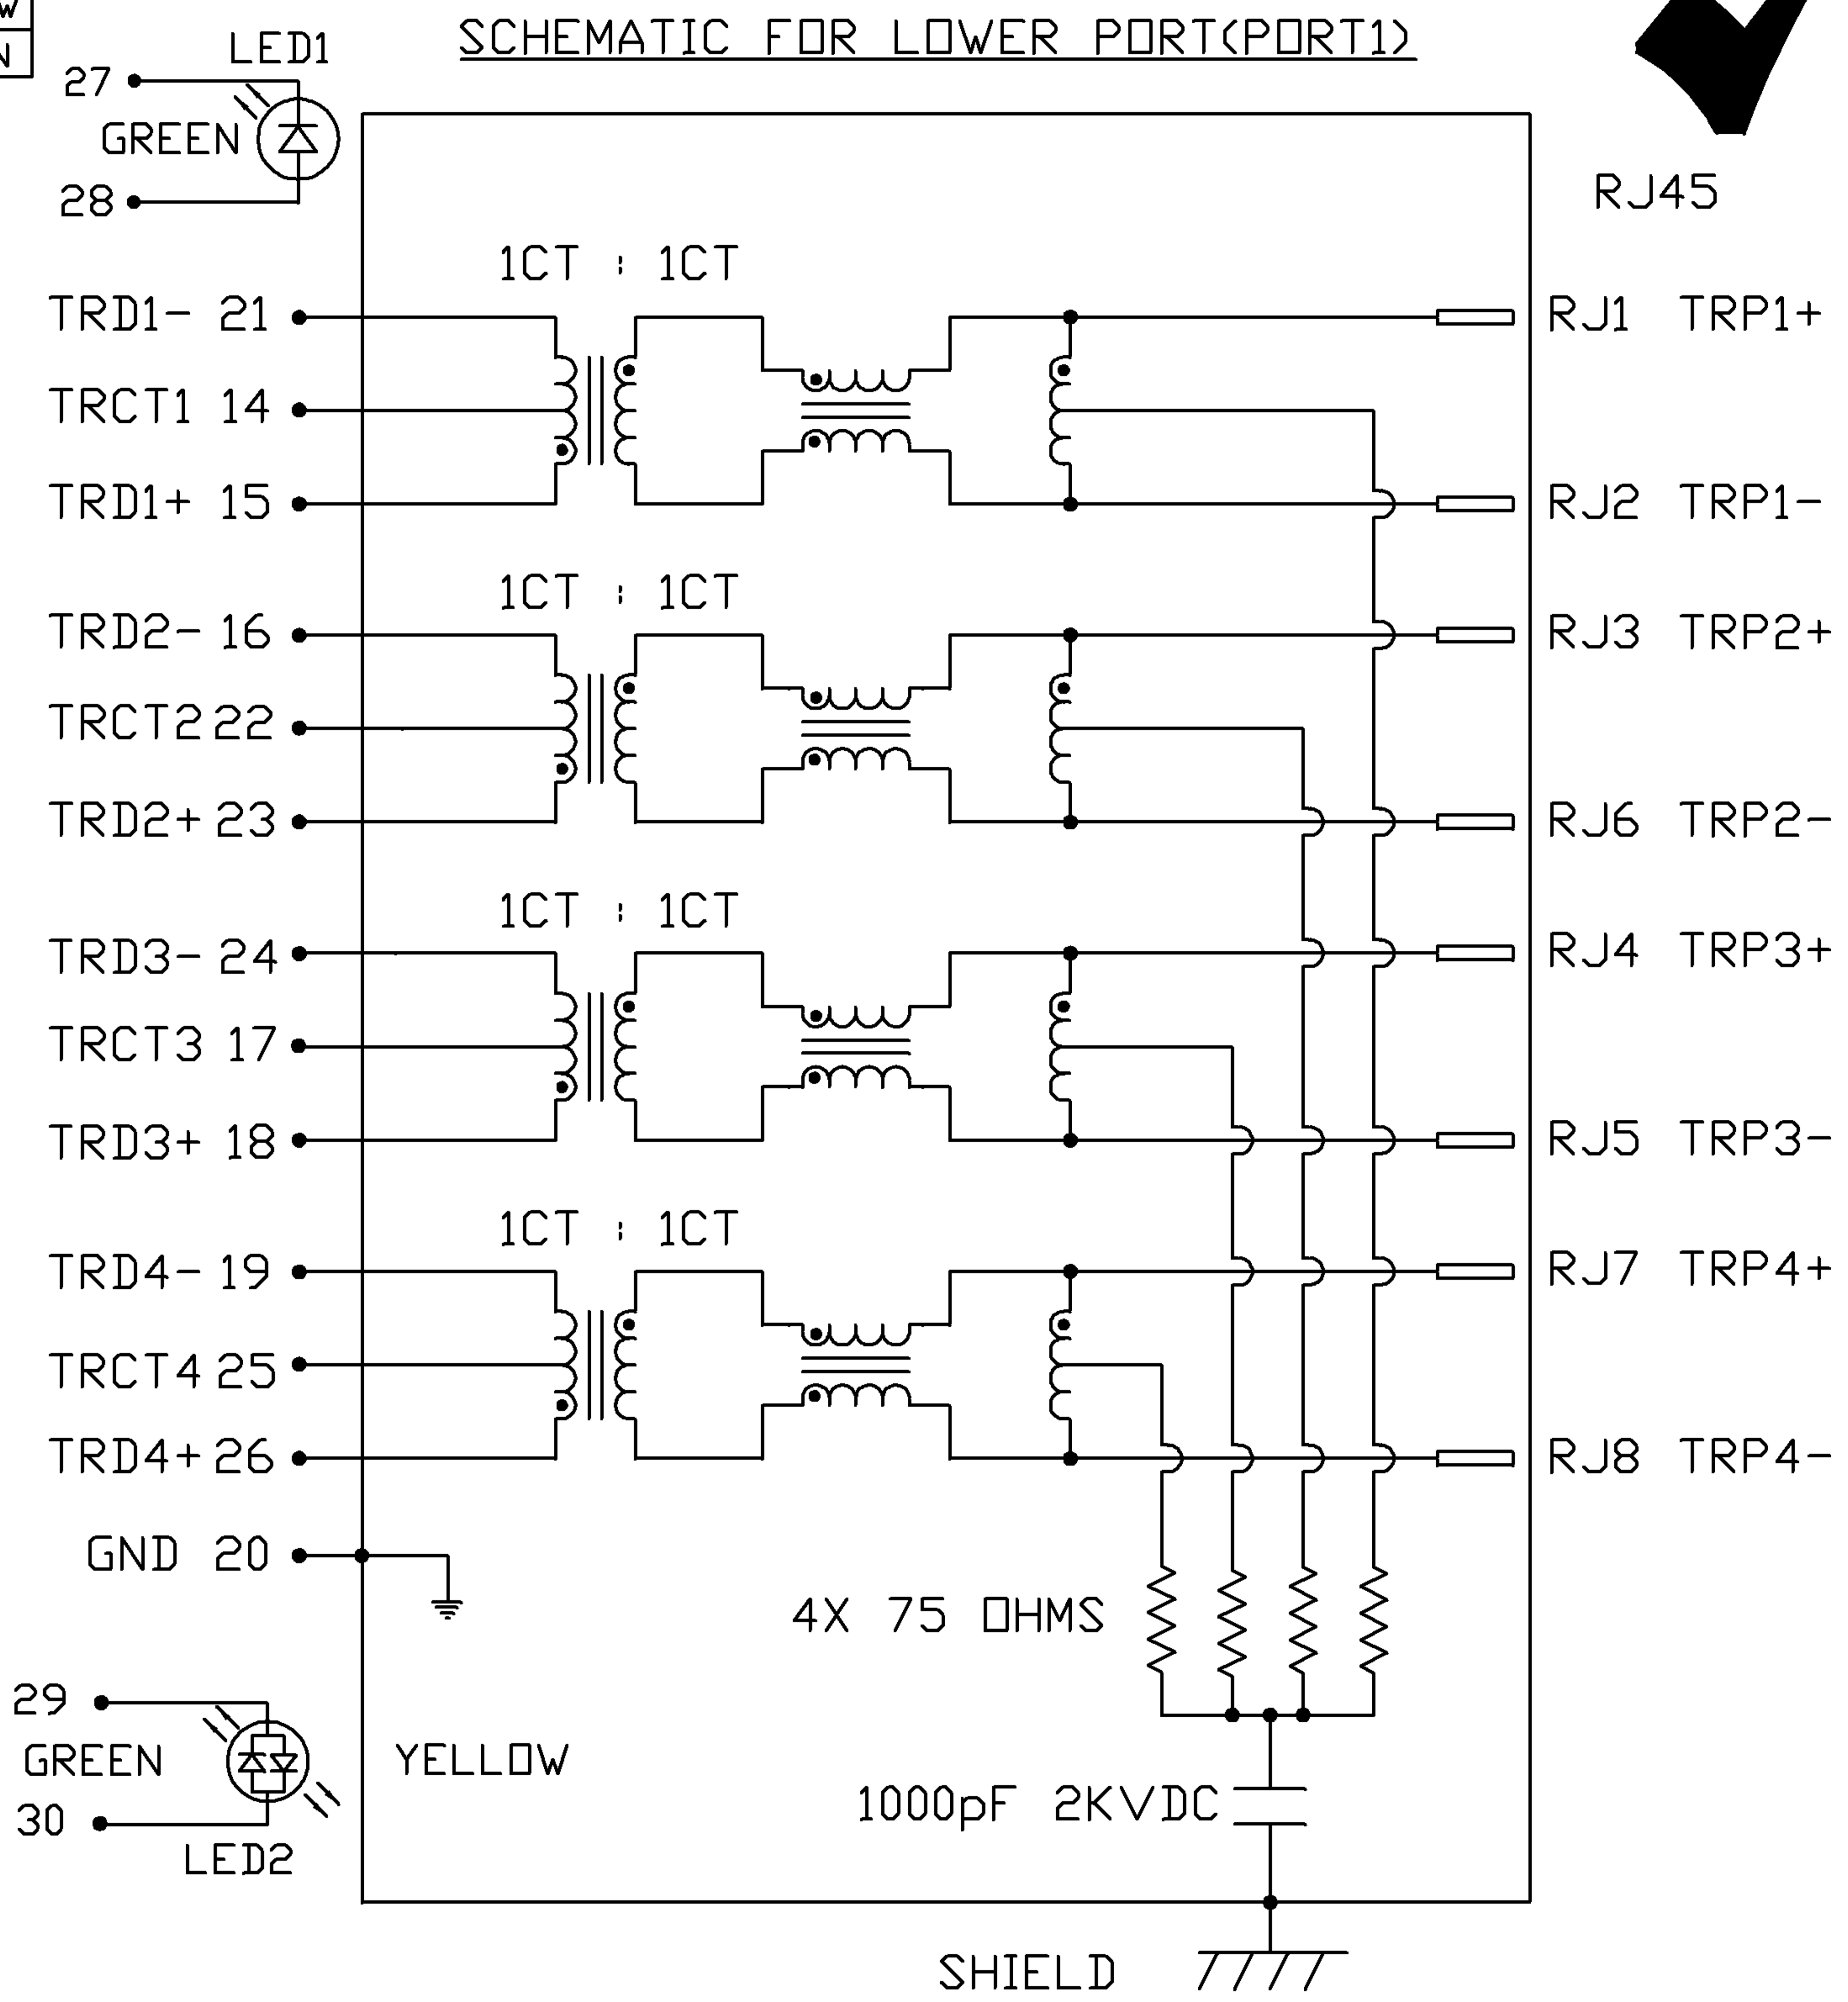 SCHEMATIC FOR LOWER PORT(PORT1)
LED1
27
GREEN
28
RJ45
1CT : 1CT
TRD1- 21
RJ1 TRP1+
TRCT1 14
TRD1+ 15
RJ2 TRP1-
1CT : 1CT
TRD2- 16
RJ3 TRP2+
TRCT2 22
TRD2+ 23
RJ6 TRP2-
1CT : 1CT
TRD3- 24
RJ4 TRP3+
TRCT3 17
TRD3+ 18
RJ5 TRP3-
1CT : 1CT
TRD4- 19
RJ7 TRP4+
TRCT4 25
TRD4+ 26
RJ8 TRP4-
GND 20
4X 75 OHMS
29
GREEN
YELLOW
30
LED2
1000pF 2KVDC
SHIELD